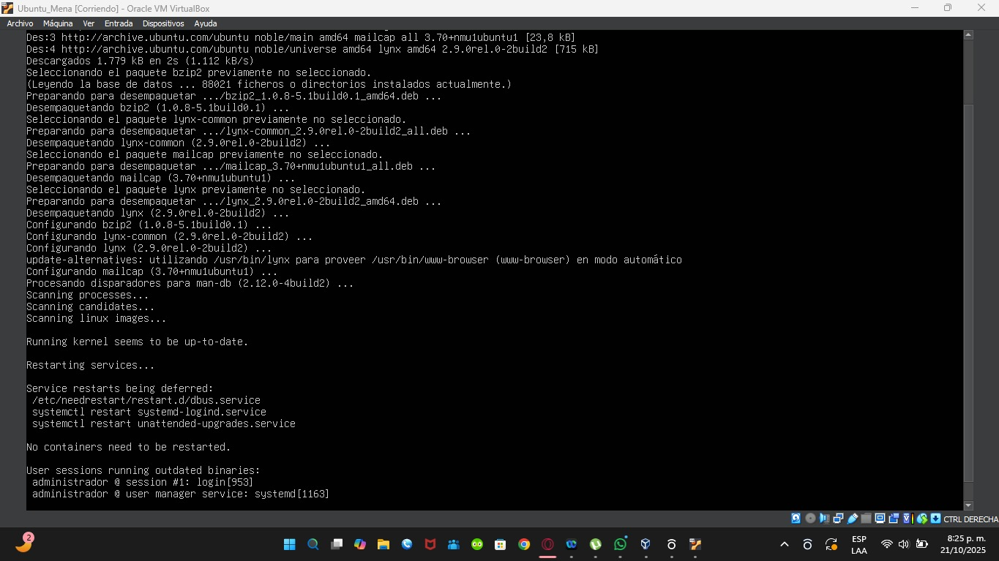 Ubuntu_Mena [Corriendo] - Oracle VM VirtualBox
Archivo Máquina Ver Entrada Dispositivos Ayuda
Des:3 http://archive.ubuntu.com/ubuntu noble/main amd64 mailcap all 3.70+nmu1ubuntu1 [23,8 kB]
Des:4 http://archive.ubuntu.com/ubuntu noble/universe amd64 lynx amd64 2.9.0rel.0-2build2 [715 kB]
Descargados 1.779 kB en 2s (1.112 kB/s)
Seleccionando el paquete bzip2 previamente no seleccionado.
(Leyendo la base de datos ... 88021 ficheros o directorios instalados actualmente.)
Preparando para desempaquetar .../bzip2_1.0.8-5.1build0.1_amd64.deb ...
Desempaquetando bzip2 (1.0.8-5.1build0.1) ...
Seleccionando el paquete lynx-common previamente no seleccionado.
Preparando para desempaquetar .../lynx-common_2.9.0rel.0-2build2_all.deb ...
Desempaquetando lynx-common (2.9.0rel.0-2build2) ...
Seleccionando el paquete mailcap previamente no seleccionado.
Preparando para desempaquetar .../mailcap_3.70+nmu1ubuntu1_all.deb ...
Desempaquetando mailcap (3.70+nmu1ubuntu1) ...
Seleccionando el paquete lynx previamente no seleccionado.
Preparando para desempaquetar .../lynx_2.9.0rel.0-2build2_amd64.deb ...
Desempaquetando lynx (2.9.0rel.0-2build2) ...
Configurando bzip2 (1.0.8-5.1build0.1) ...
Configurando lynx-common (2.9.0rel.0-2build2) ...
Configurando lynx (2.9.0rel.0-2build2) ...
update-alternatives: utilizando /usr/bin/lynx para proveer /usr/bin/www-browser (www-browser) en modo automático
Configurando mailcap (3.70+nmu1ubuntu1) ...
Procesando disparadores para man-db (2.12.0-4build2) ...
Scanning processes...
Scanning candidates...
Scanning linux images...
Running kernel seems to be up-to-date.
Restarting services...
Service restarts being deferred:
/etc/needrestart/restart.d/dbus.service
systemctl restart systemd-logind.service
systemctl restart unattended-upgrades.service
No containers need to be restarted.
User sessions running outdated binaries:
administrador @ session #1: login[953]
administrador @ user manager service: systemd[1163]
CTRL DERECHA
2
ESP
LAA
8:25 p. m.
21/10/2025